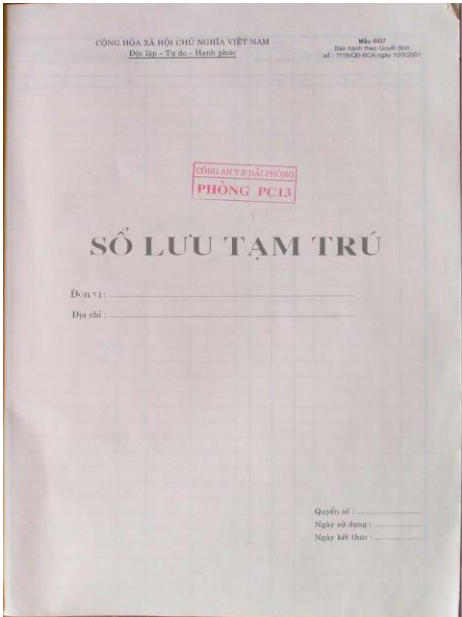 CỘNG HÒA XÃ HỘI CHỦ NGHĨA VIỆT NAM
Độc lập - Tự do - Hạnh phúc
Mẫu ĐD7
Ban hành theo Quyết định
số : 1118/QĐ-BCA ngày 10/5/2001
CÔNG AN T.P HẢI PHÒNG
PHÒNG PC13
SỔ LƯU TẠM TRÚ
Đơn vị :
Địa chỉ :
Quyển số :
Ngày sử dụng :
Ngày kết thúc :